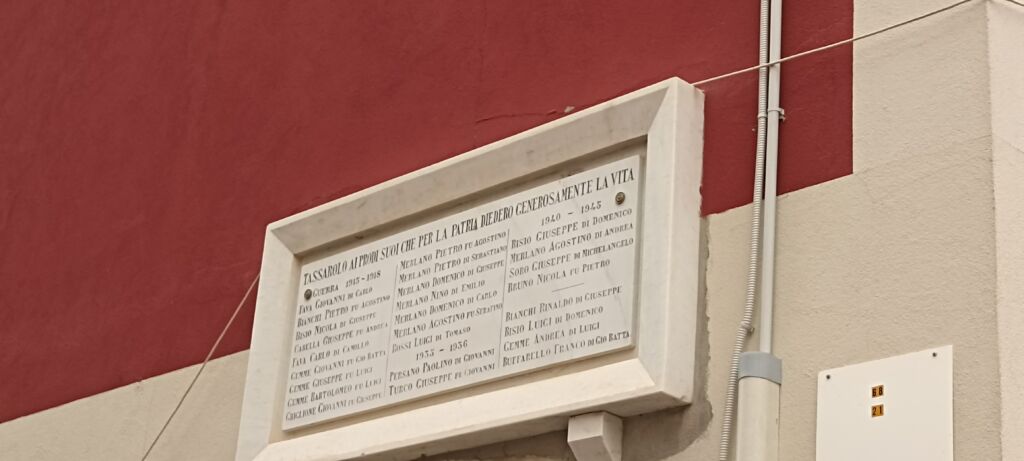 TASSAROLO AI PRODI SUOI CHE PER LA PATRIA DIEDERO GENEROSAMENTE LA VITA
GUERRA 1915-1918
FAVA GIOVANNI DI CARLO
BIANCHI PIETRO FU AGOSTINO
BISIO NICOLA DI GIUSEPPE
CABELLA GIUSEPPE FU ANDREA
FAVA CARLO DI CAMILLO
GEMME GIOVANNI FU GIO BATTA
GEMME GIUSEPPE FU LUIGI
GEMME BARTOLOMEO FU LUIGI
GHIGLIONE GIOVANNI FU GIUSEPPE
MERLANO PIETRO FU AGOSTINO
MERLANO PIETRO DI SEBASTIANO
MERLANO DOMENICO DI GIUSEPPE
MERLANO NINO DI EMILIO
MERLANO DOMENICO DI CARLO
MERLANO AGOSTINO FU SERAFINO
ROSSI LUIGI DI TOMASO
1935 - 1936
PERSANO PAOLINO DI GIOVANNI
TURCO GIUSEPPE FU GIOVANNI
1940 - 1945
BISIO GIUSEPPE DI DOMENICO
MERLANO AGOSTINO DI ANDREA
SORO GIUSEPPE DI MICHELANGELO
BRUNO NICOLA FU PIETRO
BIANCHI RINALDO DI GIUSEPPE
BISIO LUIGI DI DOMENICO
GEMME ANDREA DI LUIGI
BUFFARELLO FRANCO DI GIO BATTA
21